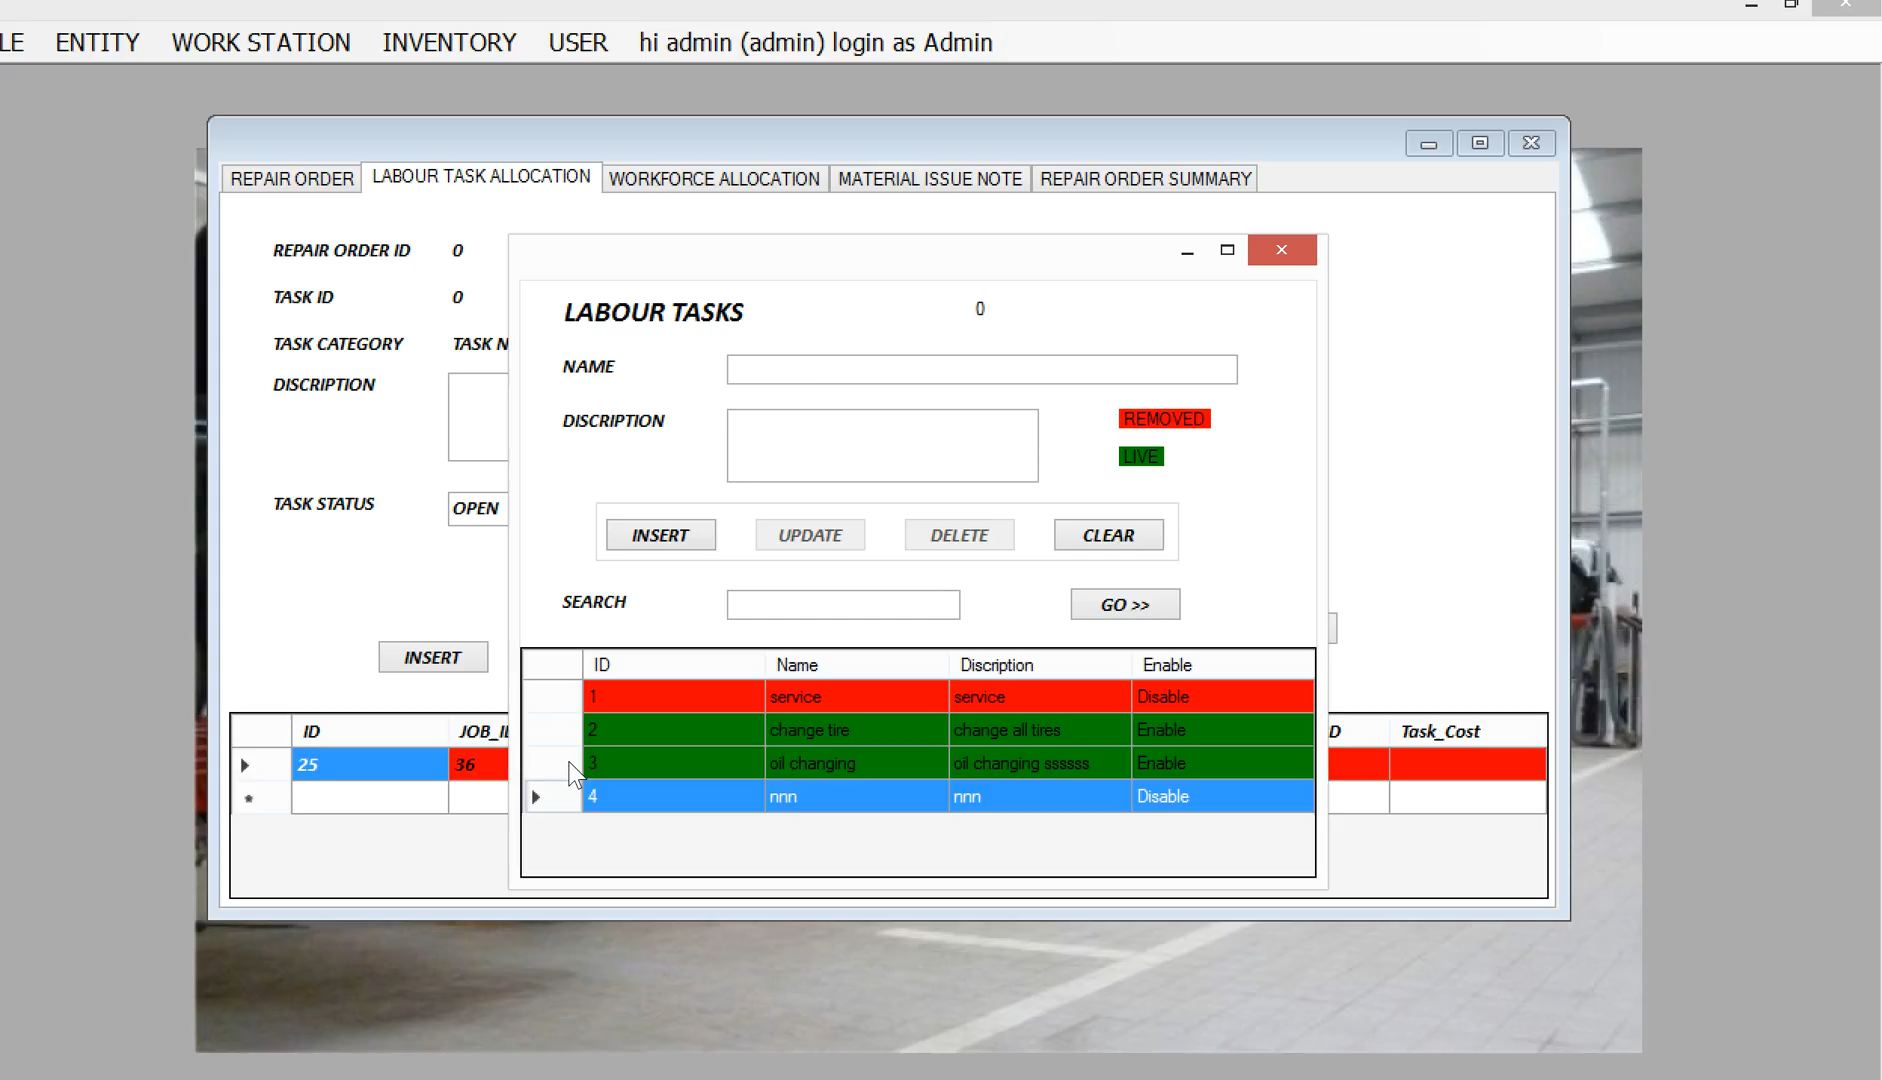 LE ENTITY WORK STATION INVENTORY USER hi admin (admin) login as Admin
REPAIR ORDER LABOUR TASK ALLOCATION WORKFORCE ALLOCATION MATERIAL ISSUE NOTE REPAIR ORDER SUMMARY
REPAIR ORDER ID 0
TASK ID 0
TASK CATEGORY TASK N
DISCRIPTION
TASK STATUS OPEN
INSERT
ID JOB_I D Task_Cost
25 36
LABOUR TASKS 0
NAME
DISCRIPTION
REMOVED
LIVE
INSERT UPDATE DELETE CLEAR
SEARCH GO >>
ID Name Discription Enable
1 service service Disable
2 change tire change all tires Enable
3 oil changing oil changing ssssss Enable
4 nnn nnn Disable